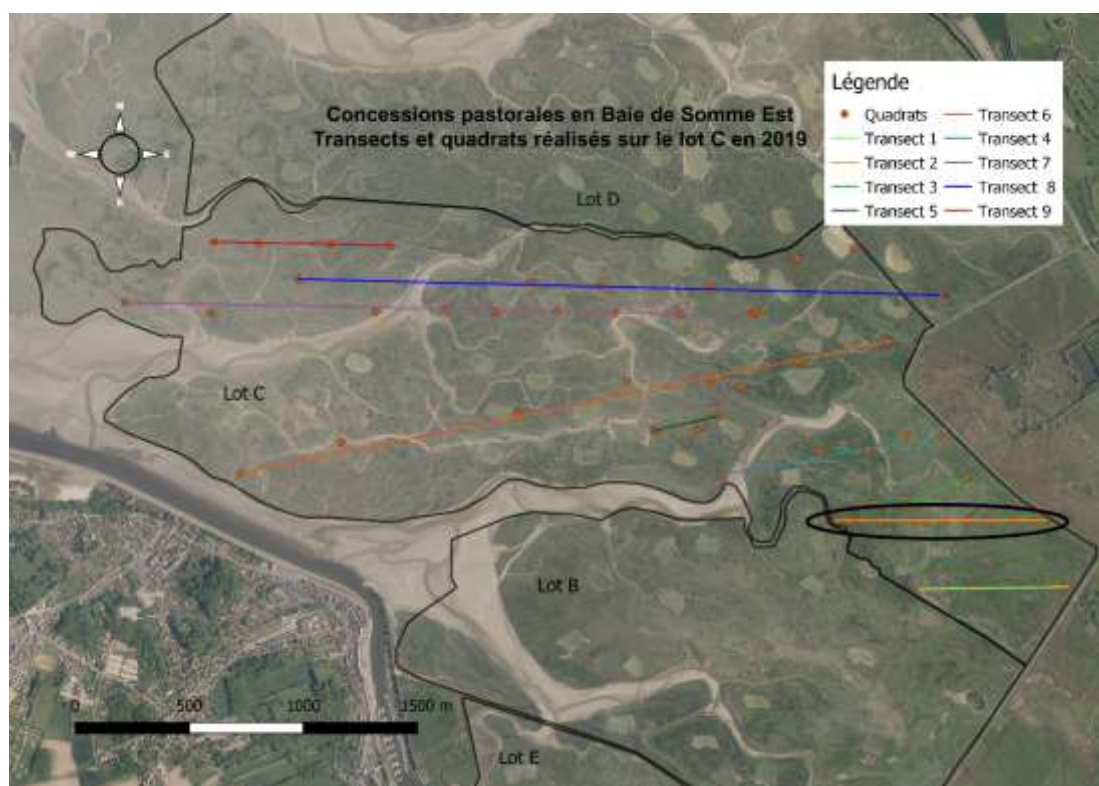 Concessions pastorales en Baie de Somme Est
Transects et quadrats réalisés sur le lot C en 2019
Légende
Quadrats
Transect 1
Transect 2
Transect 3
Transect 5
Transect 6
Transect 4
Transect 7
Transect 8
Transect 9
Lot D
Lot C
Lot B
Lot E
0 500 1000 1500 m